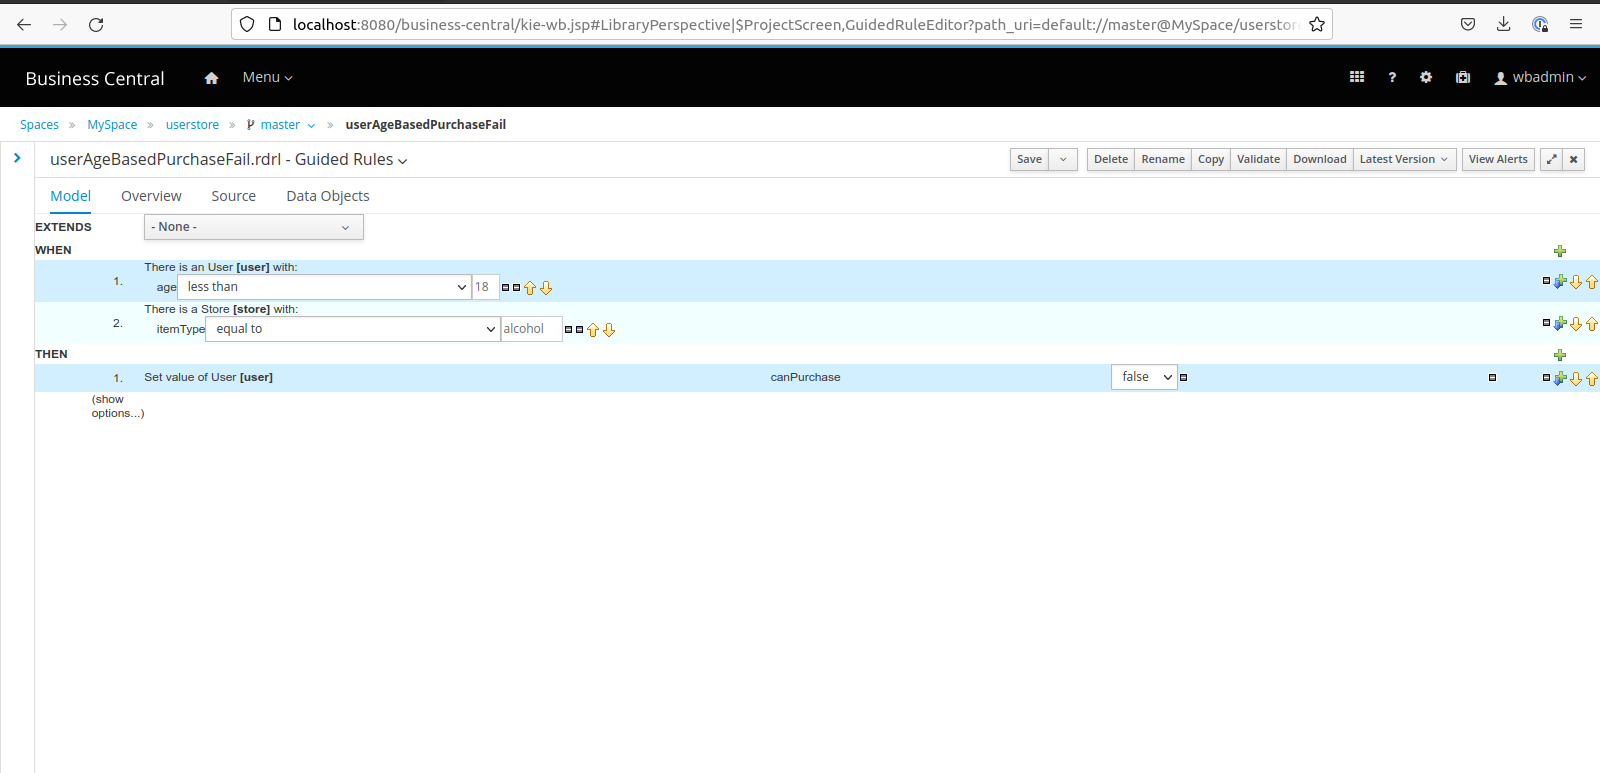 localhost:8080/business-central/kie-wb.jsp#LibraryPerspective|$ProjectScreen,GuidedRuleEditor?path_uri=default://master@MySpace/userstore
Business Central Menu ? wbadmin
Spaces » MySpace » userstore » master » userAgeBasedPurchaseFail
userAgeBasedPurchaseFail.rdrl - Guided Rules Save Delete Rename Copy Validate Download Latest Version View Alerts
Model Overview Source Data Objects
EXTENDS - None -
WHEN
There is an User [user] with:
1. age less than 18
There is a Store [store] with:
2. itemType equal to alcohol
THEN
1. Set value of User [user] canPurchase false
(show
options...)